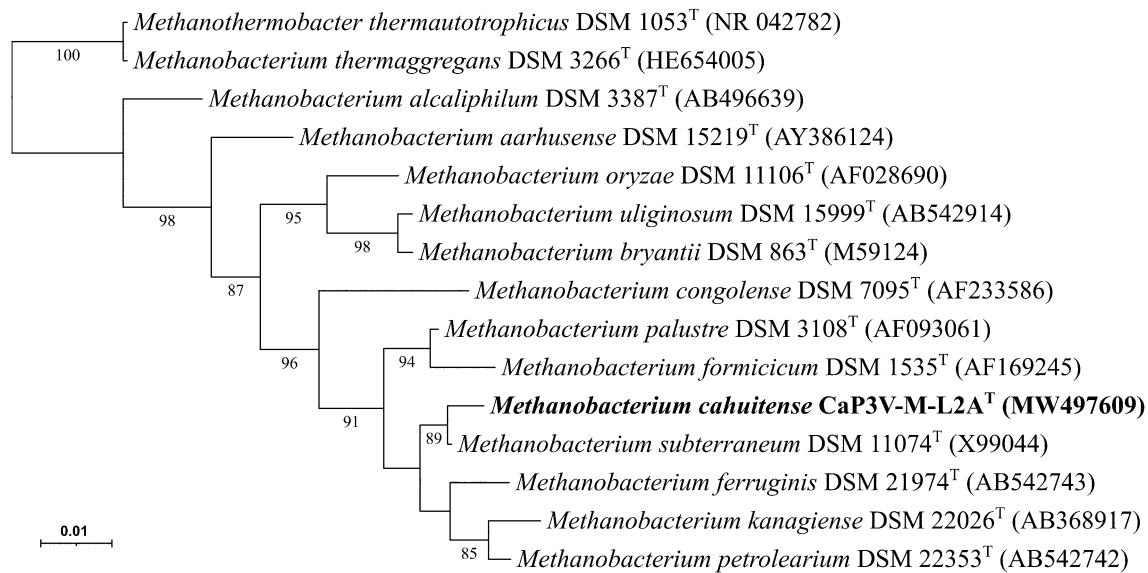 Methanothermobacter thermautotrophicus DSM 1053T (NR 042782)
100
Methanobacterium thermaggregans DSM 3266T (HE654005)
Methanobacterium alcaliphilum DSM 3387T (AB496639)
Methanobacterium aarhusense DSM 15219T (AY386124)
Methanobacterium oryzae DSM 11106T (AF028690)
98
95
Methanobacterium uliginosum DSM 15999T (AB542914)
98
Methanobacterium bryantii DSM 863T (M59124)
87
Methanobacterium congolense DSM 7095T (AF233586)
Methanobacterium palustre DSM 3108T (AF093061)
96
94
Methanobacterium formicicum DSM 1535T (AF169245)
Methanobacterium cahuitense CaP3V-M-L2AT (MW497609)
91
89
Methanobacterium subterraneum DSM 11074T (X99044)
Methanobacterium ferruginis DSM 21974T (AB542743)
Methanobacterium kanagiense DSM 22026T (AB368917)
0.01
85
Methanobacterium petrolearium DSM 22353T (AB542742)